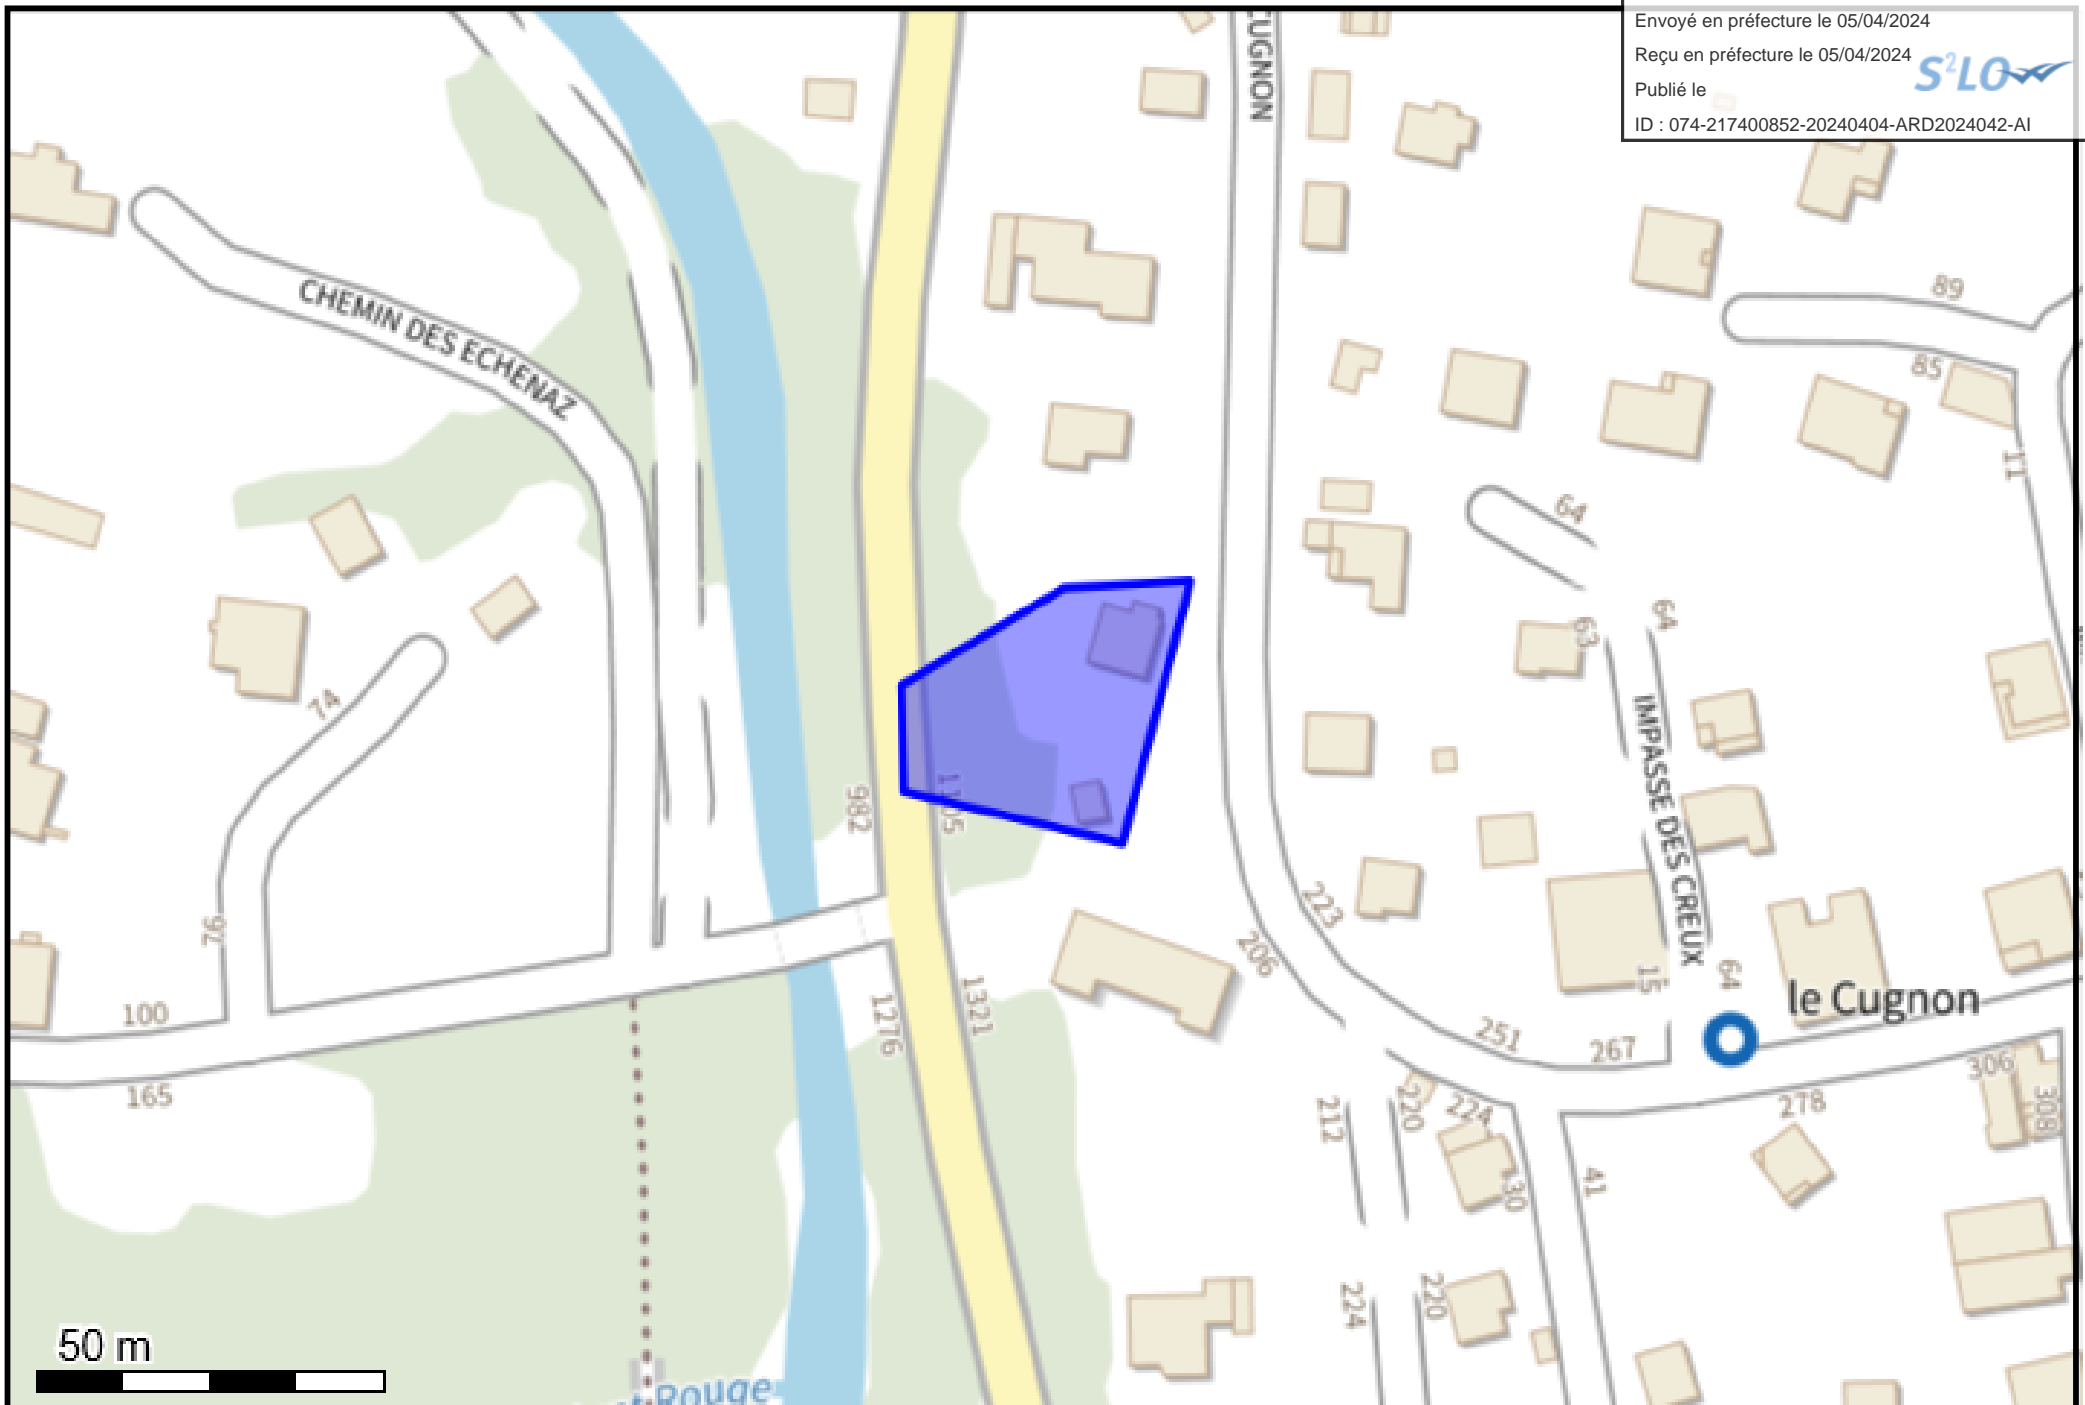 Envoyé en préfecture le 05/04/2024
Reçu en préfecture le 05/04/2024
S²LO
Publié le
ID : 074-217400852-20240404-ARD2024042-AI
CUGNON
CHEMIN DES ECHENAZ
89
85
11
64
64
63
74
IMPASSE DES CREUX
982
1105
76
223
206
15
64
le Cugnon
100
1321
1276
251
267
165
306
308
278
212
220
224
30
41
224
220
50 m
Rouge